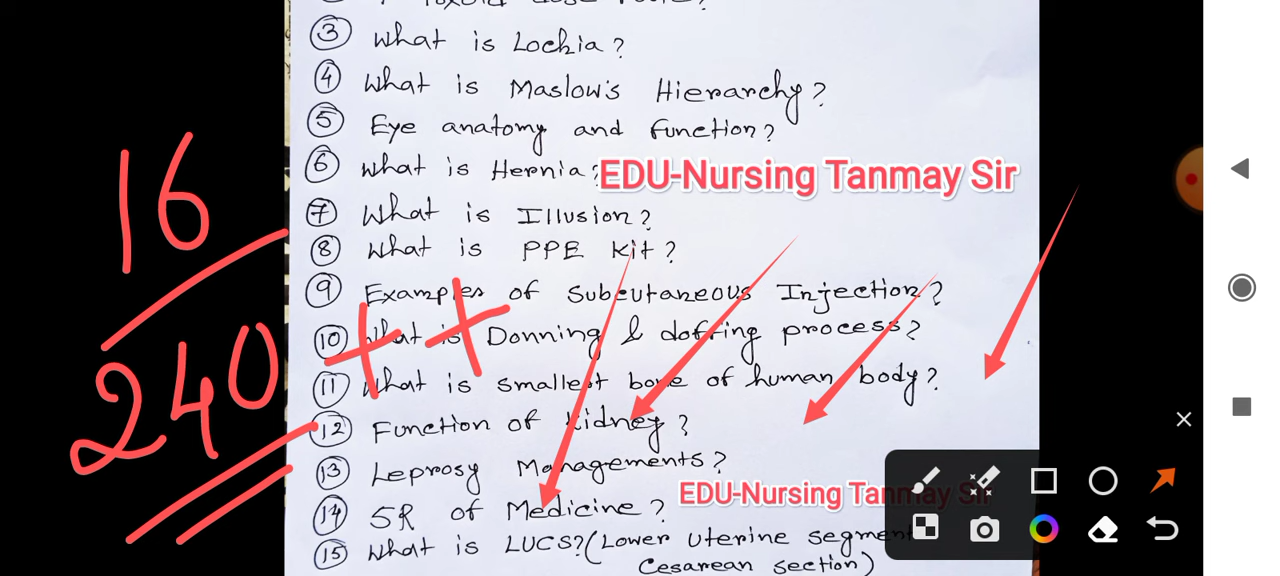 ③ What is Lochia?
④ What is Maslow's Hierarchy?
⑤ Eye anatomy and function?
⑥ What is Hernia?
EDU-Nursing Tanmay Sir
16
⑦ What is Illusion?
⑧ What is PPE Kit?
⑨ Examples of Subcutaneous Injection?
⑩ What is Donning & doffing process?
⑪ What is smallest bone of human body?
240
⑫ Function of Kidney?
⑬ Leprosy Managements?
EDU-Nursing Tanmay Sir
⑭ 5R of Medicine?
⑮ What is LUCS? (Lower uterine segment
Cesarean section)